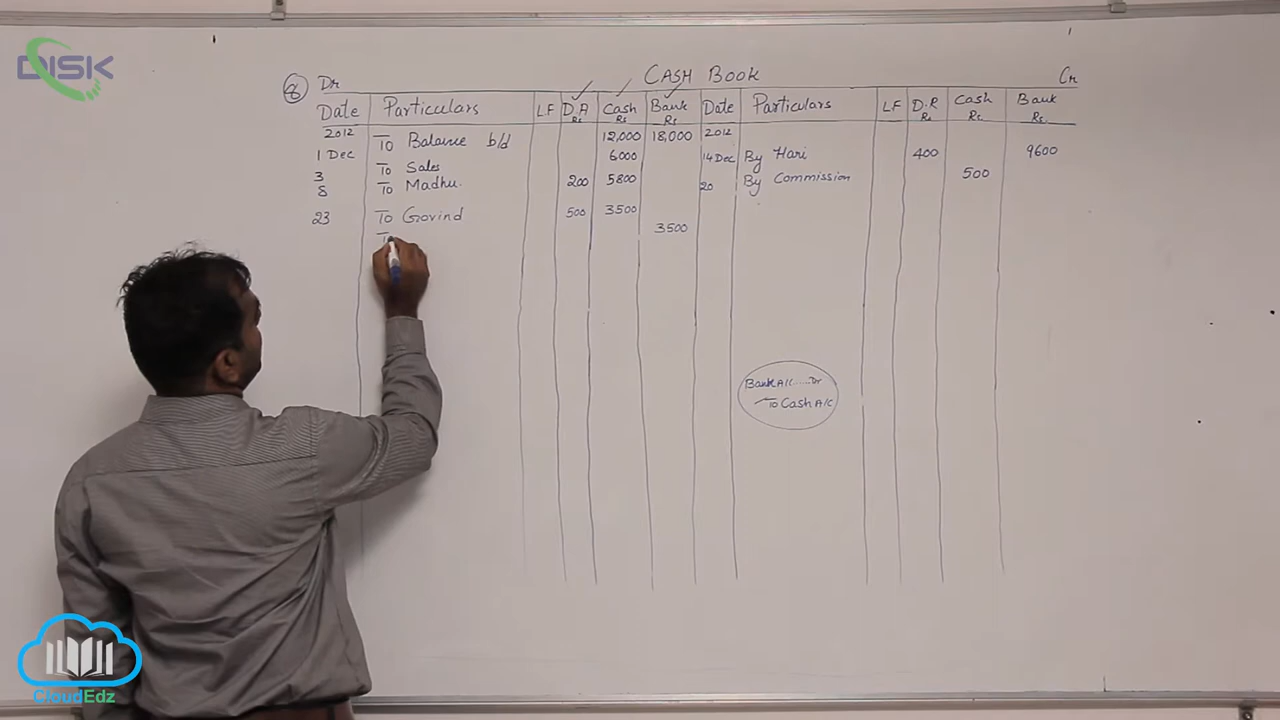 DISK
CASH BOOK
8 Dr Cr
Date Particulars LF D.A Rs Cash Rs Bank Rs Date Particulars LF D.R Rs Cash Rs. Bank Rs.
2012 To Balance b/d 12,000 18,000 2012
1 Dec 6000 14 Dec By Hari 400 9600
3 To Sales
8 To Madhu. 200 5800 20 By Commission 500
23 To Govind 500 3500
To 3500
Bank A/C......Dr
To Cash A/C
CloudEdz